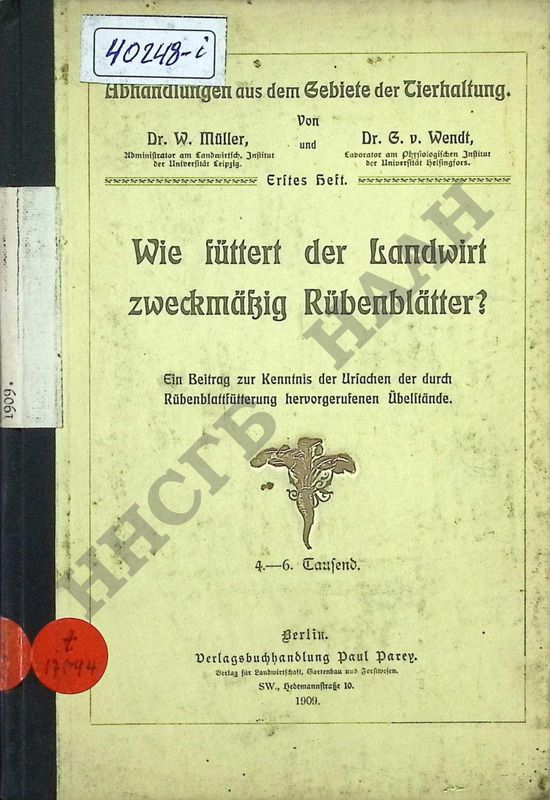 40248-i
Abhandlungen aus dem Gebiete der Tierhaltung.
Von
Dr. W. Müller,
Administrator am Landwirtsch. Institut
der Universität Leipzig.
und
Dr. G. v. Wendt,
Laborator am Physiologischen Institut
der Universität Helsingfors.
Erstes Heft.
Wie füttert der Landwirt
zweckmäßig Rübenblätter?
Ein Beitrag zur Kenntnis der Ursachen der durch
Rübenblattfütterung hervorgerufenen Übelstände.
4.—6. Tausend.
Berlin.
Verlagsbuchhandlung Paul Parey.
Verlag für Landwirtschaft, Gartenbau und Forstwesen.
SW., Hedemannstraße 10.
1909.
1909.
t
17094
ННСГБ НААН